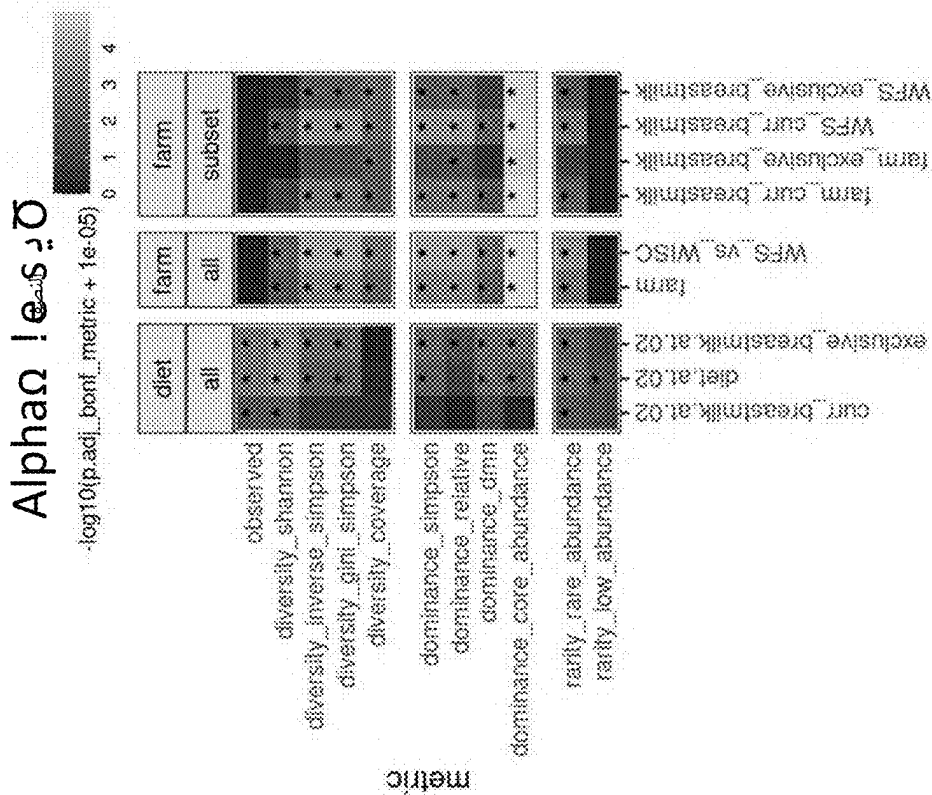 -log10(p.adj_bonf_metric + 1e-05)
0 1 2 3 4
diet farm farm
all all subset
observed
diversity_shannon
diversity_inverse_simpson
diversity_gini_simpson
diversity_coverage
dominance_simpson
dominance_relative
dominance_dmn
dominance_core_abundance
rarity_rare_abundance
rarity_low_abundance
metric
curr_breastmilk.at.02
diet.at.02
exclusive_breastmilk.at.02
farm
WFS_vs_WISC
farm_curr_breastmilk
farm_exclusive_breastmilk
WFS_curr_breastmilk
WFS_exclusive_breastmilk